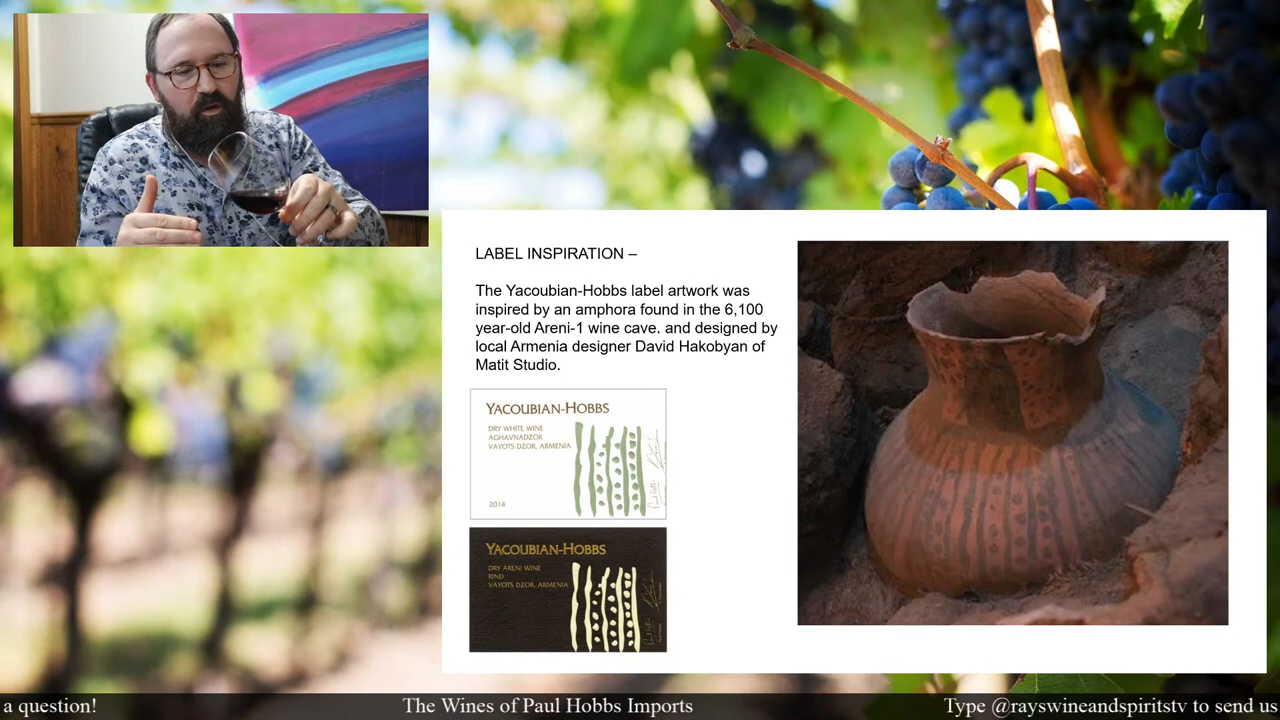 LABEL INSPIRATION –
The Yacoubian-Hobbs label artwork was
inspired by an amphora found in the 6,100
year-old Areni-1 wine cave. and designed by
local Armenia designer David Hakobyan of
Matit Studio.
YACOUBIAN-HOBBS
DRY WHITE WINE
AGHAVNADZOR
VAYOTS DZOR, ARMENIA
2014
YACOUBIAN-HOBBS
DRY ARENI WINE
RIND
VAYOTS DZOR, ARMENIA
a question!
The Wines of Paul Hobbs Imports
Type @rayswineandspiritstv to send us